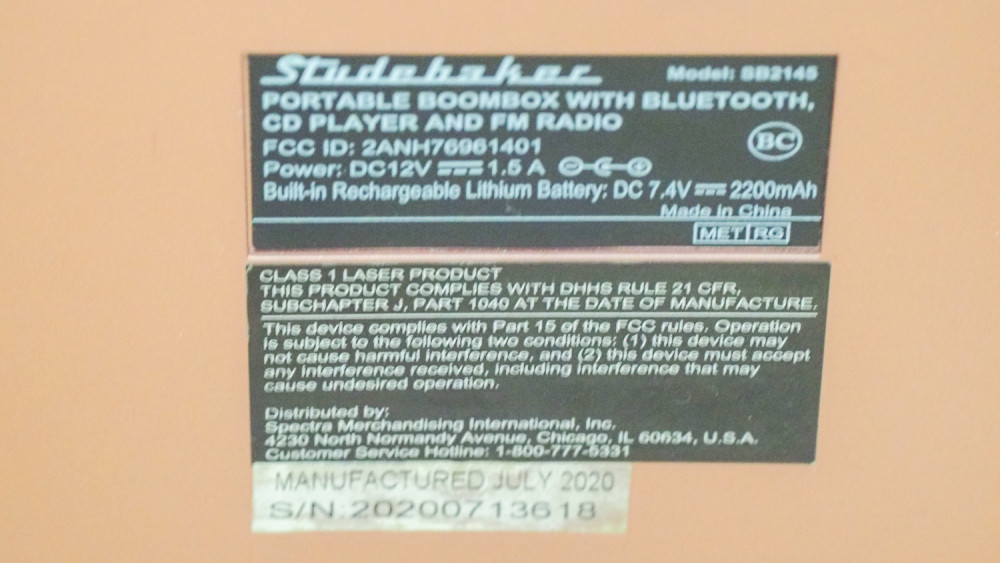 Studebaker Model: SB2145
PORTABLE BOOMBOX WITH BLUETOOTH,
CD PLAYER AND FM RADIO
BC
FCC ID: 2ANH76961401
Power: DC12V 1.5 A
Built-in Rechargeable Lithium Battery: DC 7.4V 2200mAh
Made in China
MET RG
CLASS 1 LASER PRODUCT
THIS PRODUCT COMPLIES WITH DHHS RULE 21 CFR,
SUBCHAPTER J, PART 1040 AT THE DATE OF MANUFACTURE.
This device complies with Part 15 of the FCC rules. Operation
is subject to the following two conditions: (1) this device may
not cause harmful interference, and (2) this device must accept
any interference received, including interference that may
cause undesired operation.
Distributed by:
Spectra Merchandising International, Inc.
4230 North Normandy Avenue, Chicago, IL 60634, U.S.A.
Customer Service Hotline: 1-800-777-5331
MANUFACTURED JULY 2020
S/N:20200713618